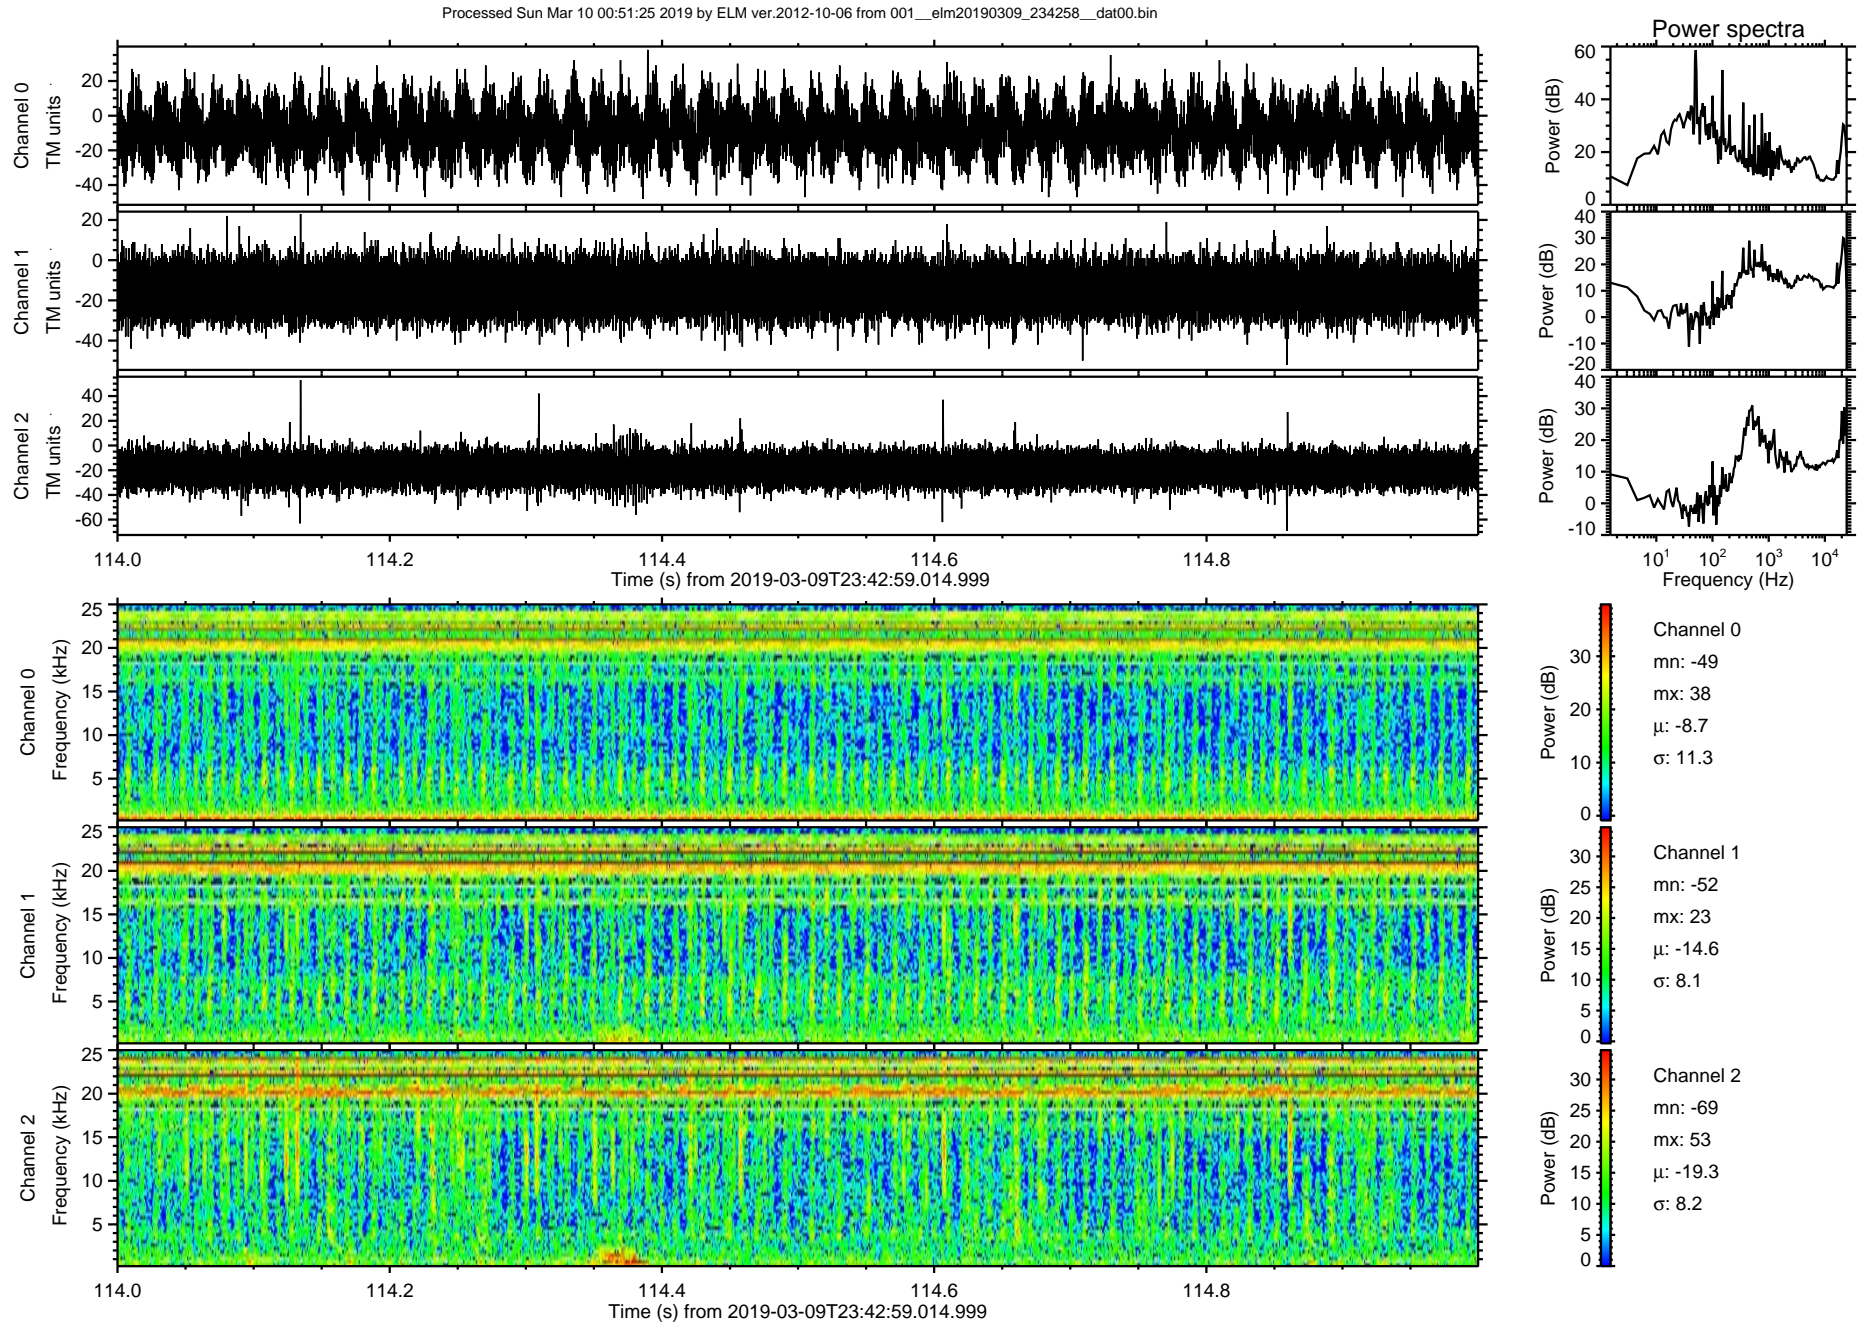 Processed Sun Mar 10 00:51:25 2019 by ELM ver.2012-10-06 from 001__elm20190309_234258__dat00.bin
Power spectra
Channel 0
TM units
20
0
-20
-40
Power (dB)
60
40
20
0
Channel 1
TM units
20
0
-20
-40
Power (dB)
40
30
20
10
0
-10
-20
Channel 2
TM units
40
20
0
-20
-40
-60
Power (dB)
40
30
20
10
0
-10
114.0 114.2 114.4 114.6 114.8
Time (s) from 2019-03-09T23:42:59.014.999
10^1 10^2 10^3 10^4
Frequency (Hz)
Channel 0
Frequency (kHz)
25
20
15
10
5
Power (dB)
30
20
10
0
Channel 0
mn: -49
mx: 38
μ: -8.7
σ: 11.3
Channel 1
Frequency (kHz)
25
20
15
10
5
Power (dB)
30
25
20
15
10
5
0
Channel 1
mn: -52
mx: 23
μ: -14.6
σ: 8.1
Channel 2
Frequency (kHz)
25
20
15
10
5
Power (dB)
30
25
20
15
10
5
0
Channel 2
mn: -69
mx: 53
μ: -19.3
σ: 8.2
114.0 114.2 114.4 114.6 114.8
Time (s) from 2019-03-09T23:42:59.014.999